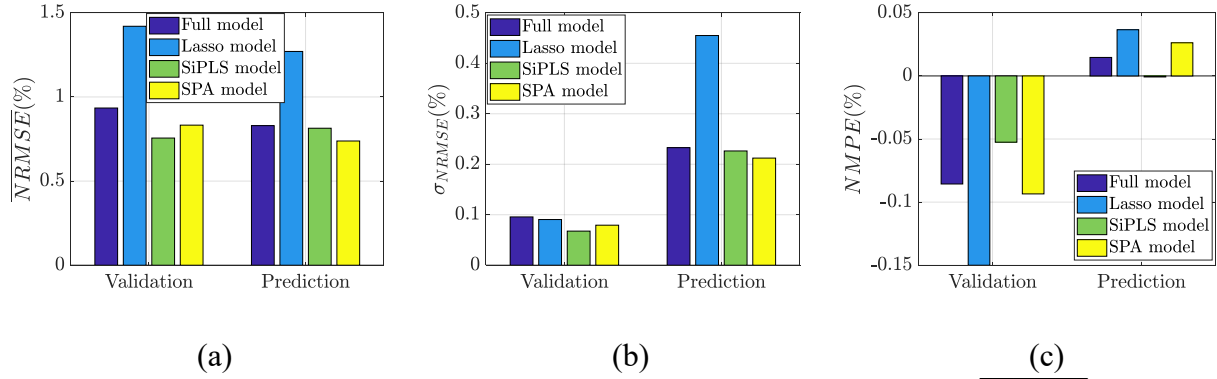 1.5
1
0.5
0
NRMSE(%)
Full model
Lasso model
SiPLS model
SPA model
Validation
Prediction
(a)
0.5
0.4
0.3
0.2
0.1
0
σNRMSE(%)
Full model
Lasso model
SiPLS model
SPA model
Validation
Prediction
(b)
0.05
0
-0.05
-0.1
-0.15
NMPE(%)
Full model
Lasso model
SiPLS model
SPA model
Validation
Prediction
(c)